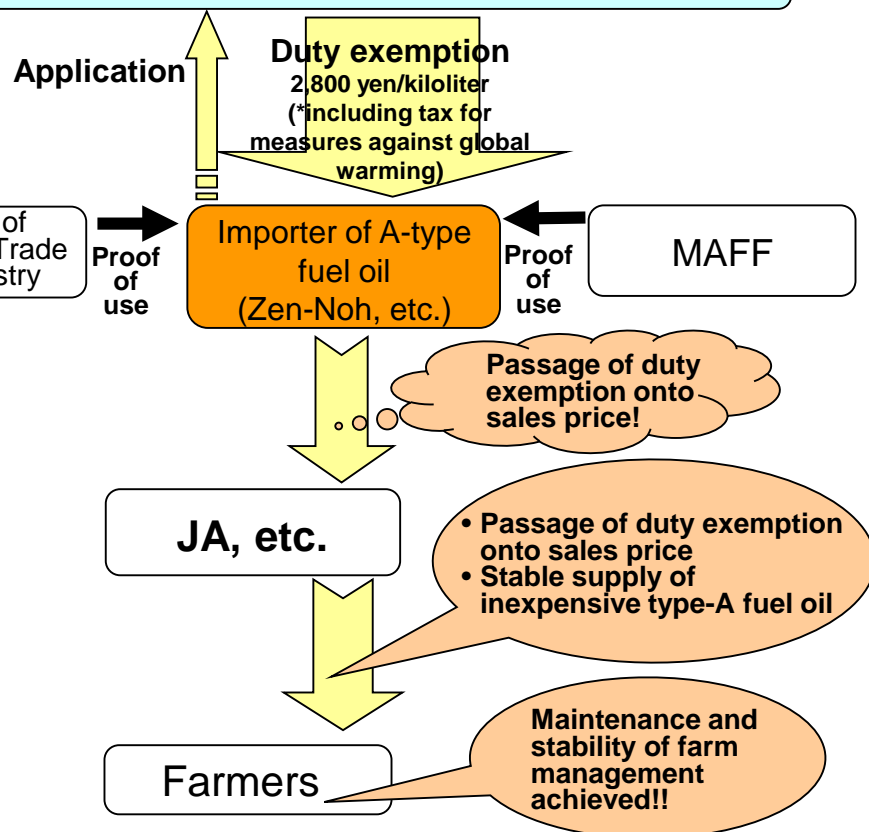 Application
Duty exemption
2,800 yen/kiloliter
(*including tax for
measures against global
warming)
of
Trade
stry
Proof
of
use
Importer of A-type
fuel oil
(Zen-Noh, etc.)
Proof
of
use
MAFF
Passage of duty
exemption onto
sales price!
JA, etc.
• Passage of duty exemption
onto sales price
• Stable supply of
inexpensive type-A fuel oil
Farmers
Maintenance and
stability of farm
management
achieved!!